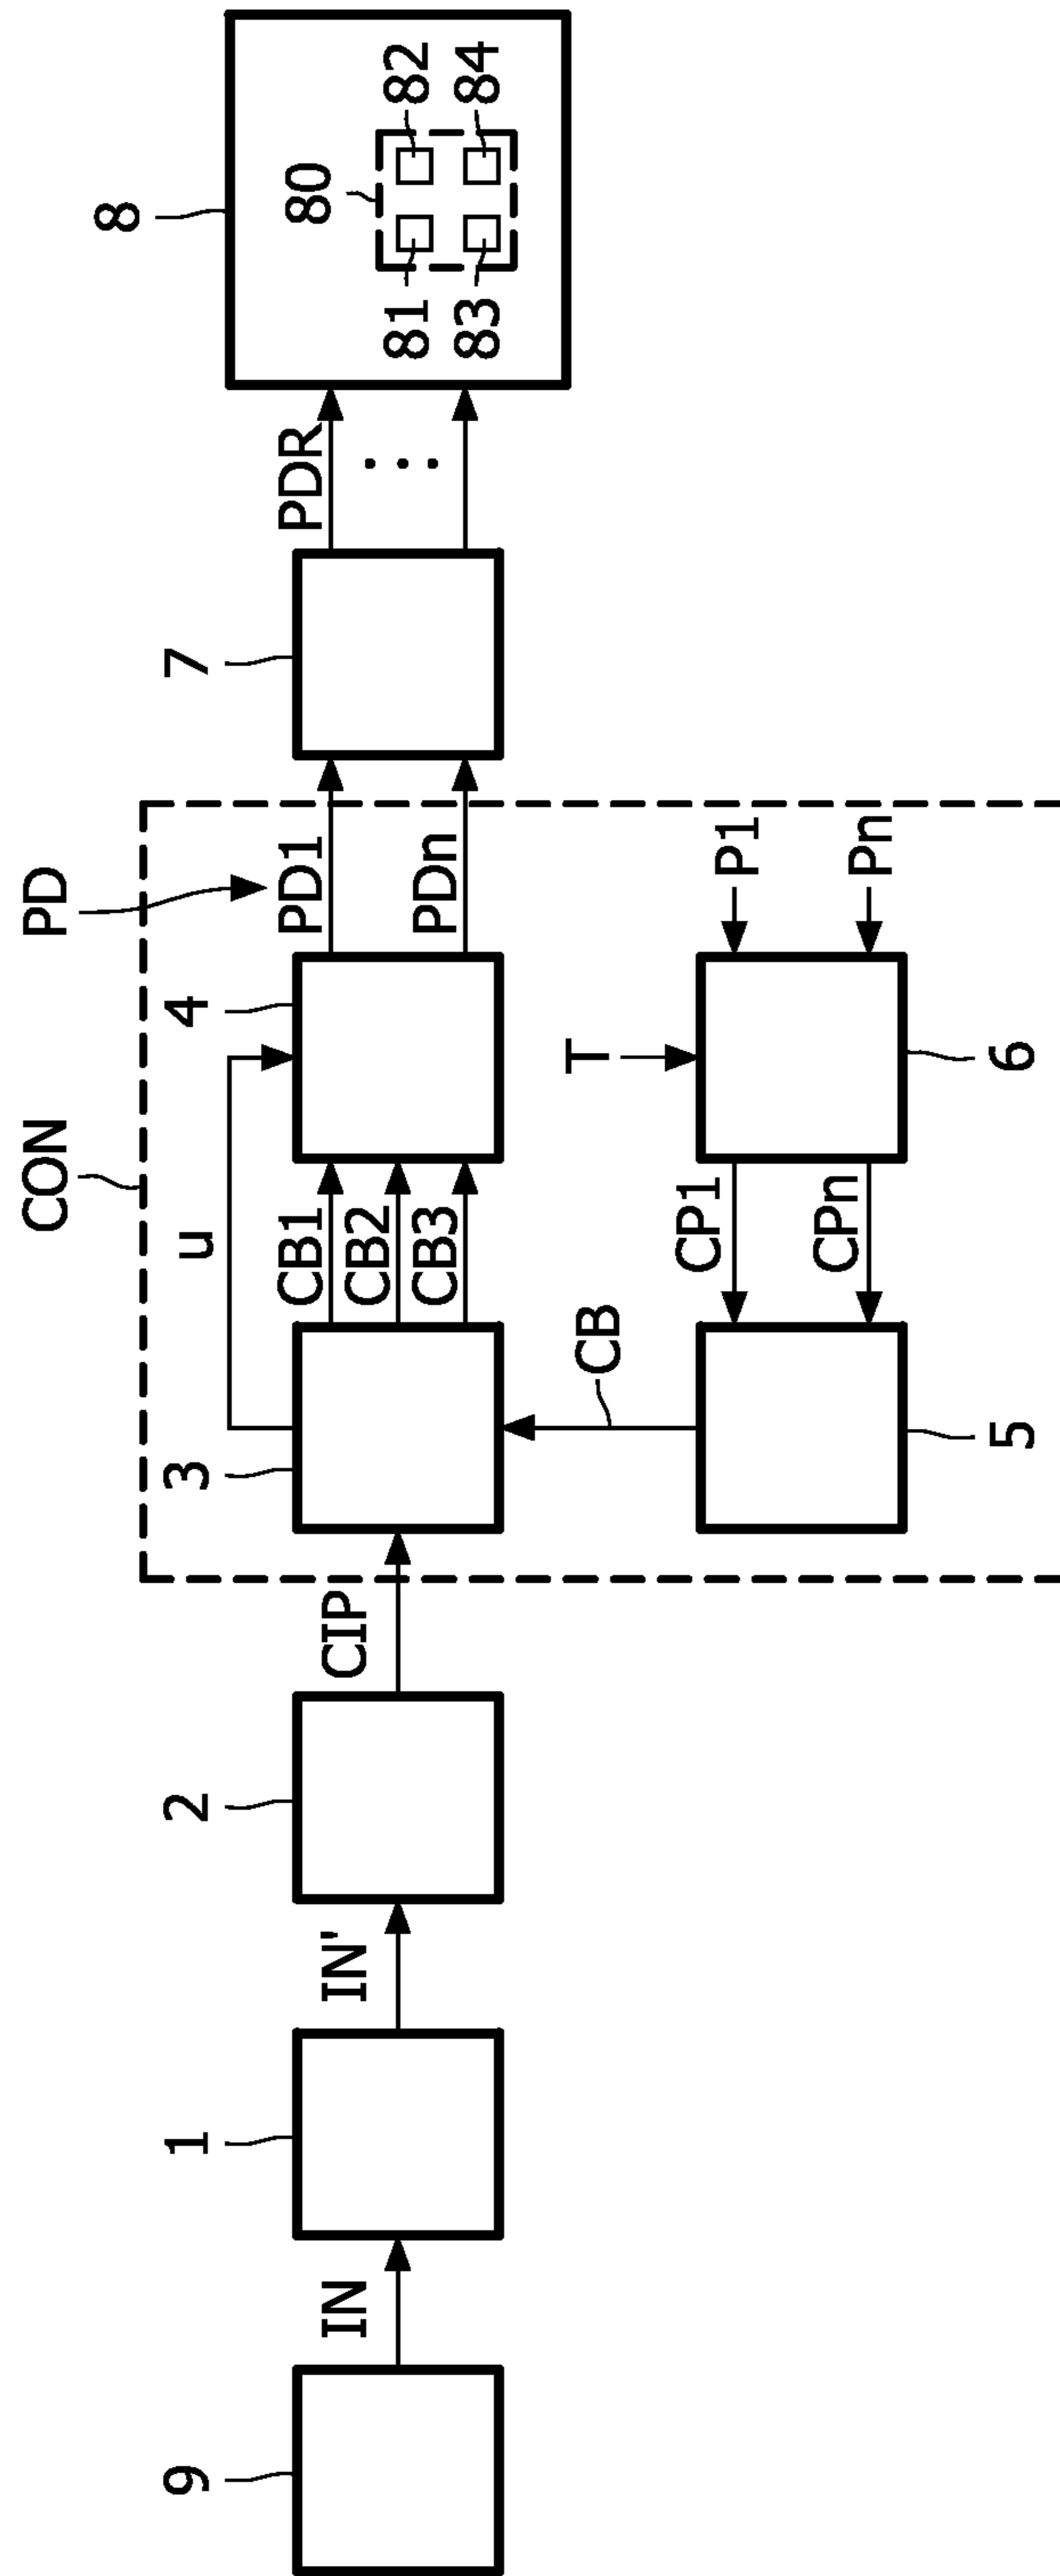 9
IN
1
IN'
2
CIP
CON
3
u
CB1
CB2
CB3
4
PD
PD1
PDn
7
PDR
...
8
80
81
82
83
84
CB
5
CP1
CPn
T
6
P1
Pn